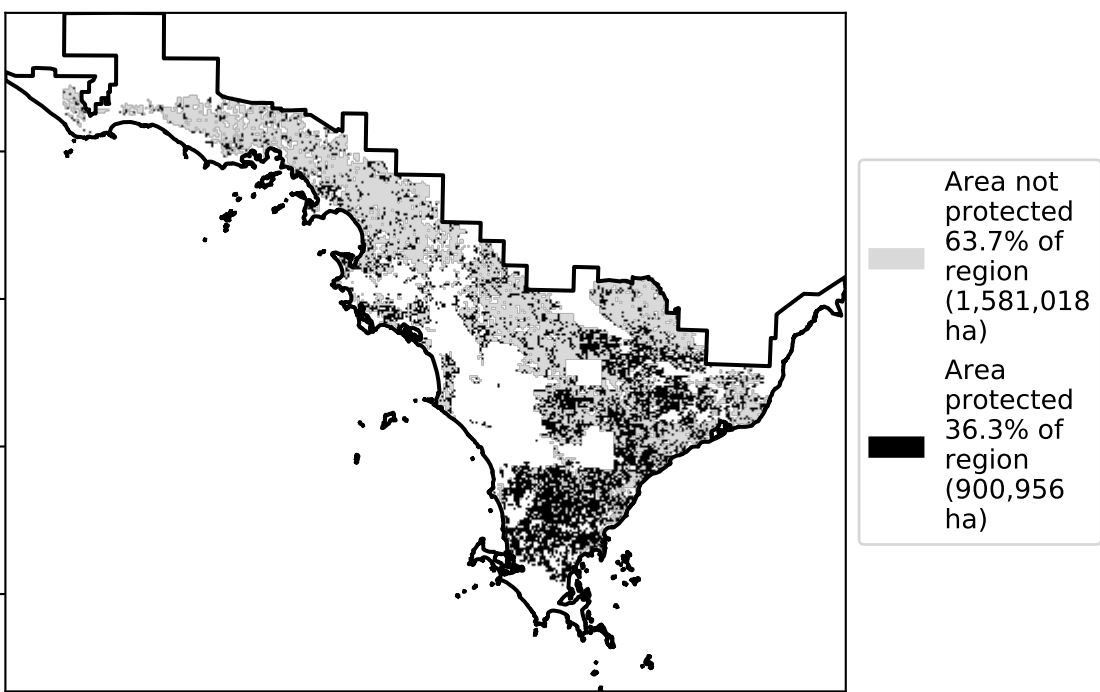 Area not
protected
63.7% of
region
(1,581,018
ha)
Area
protected
36.3% of
region
(900,956
ha)